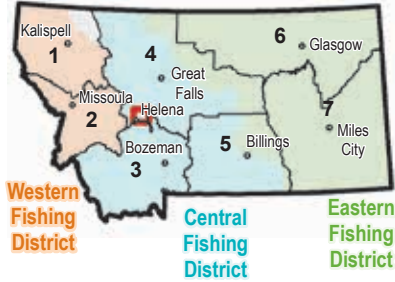 Kalispell
1
4
6
Glasgow
Great
Falls
Missoula
2
Helena
7
Miles
City
Bozeman
3
5
Billings
Western
Fishing
District
Central
Fishing
District
Eastern
Fishing
District